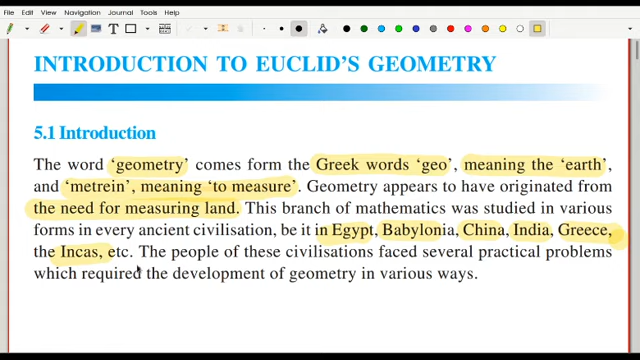 File Edit View Navigation Journal Tools Help
INTRODUCTION TO EUCLID'S GEOMETRY
5.1 Introduction
The word ‘geometry’ comes form the Greek words ‘geo’, meaning the ‘earth’,
and ‘metrein’, meaning ‘to measure’. Geometry appears to have originated from
the need for measuring land. This branch of mathematics was studied in various
forms in every ancient civilisation, be it in Egypt, Babylonia, China, India, Greece,
the Incas, etc. The people of these civilisations faced several practical problems
which required the development of geometry in various ways.